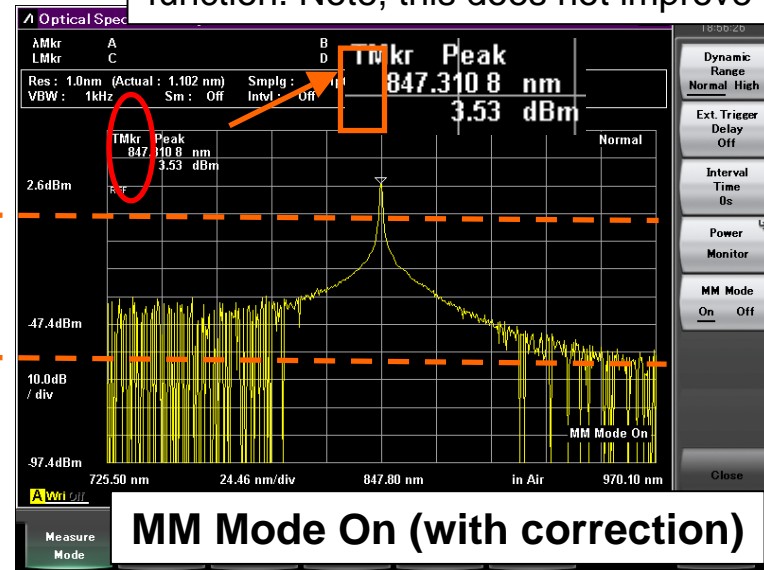 function. Note, this does not improve
Optical Spec
18:56:26
λMkr A B
LMkr C D
TMkr Peak
847.310 8 nm
3.53 dBm
Res : 1.0nm (Actual : 1.102 nm) Smplg :
VBW : 1kHz Sm : Off Intvl : Off
TMkr Peak
847.310 8 nm
3.53 dBm
Normal
2.6dBm
REF
-47.4dBm
10.0dB
/ div
MM Mode On
-97.4dBm
725.50 nm 24.46 nm/div 847.80 nm in Air 970.10 nm
A Wri Off
Dynamic
Range
Normal High
Ext. Trigger
Delay
Off
Interval
Time
0s
Power
Monitor
MM Mode
On Off
Close
Measure
Mode
MM Mode On (with correction)